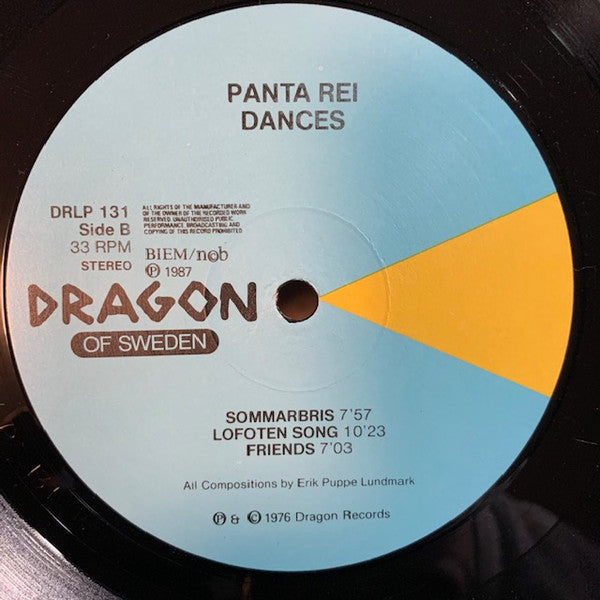 PANTA REI
DANCES
DRLP 131
Side B
33 RPM
STEREO
ALL RIGHTS OF THE MANUFACTURER AND
OF THE OWNER OF THE RECORDED WORK
RESERVED. UNAUTHORISED PUBLIC
PERFORMANCE, BROADCASTING AND
COPYING OF THIS RECORD PROHIBITED
BIEM/ncb
℗ 1987
DRAGON
OF SWEDEN
SOMMARBRIS 7'57
LOFOTEN SONG 10'23
FRIENDS 7'03
All Compositions by Erik Puppe Lundmark
℗ & © 1976 Dragon Records